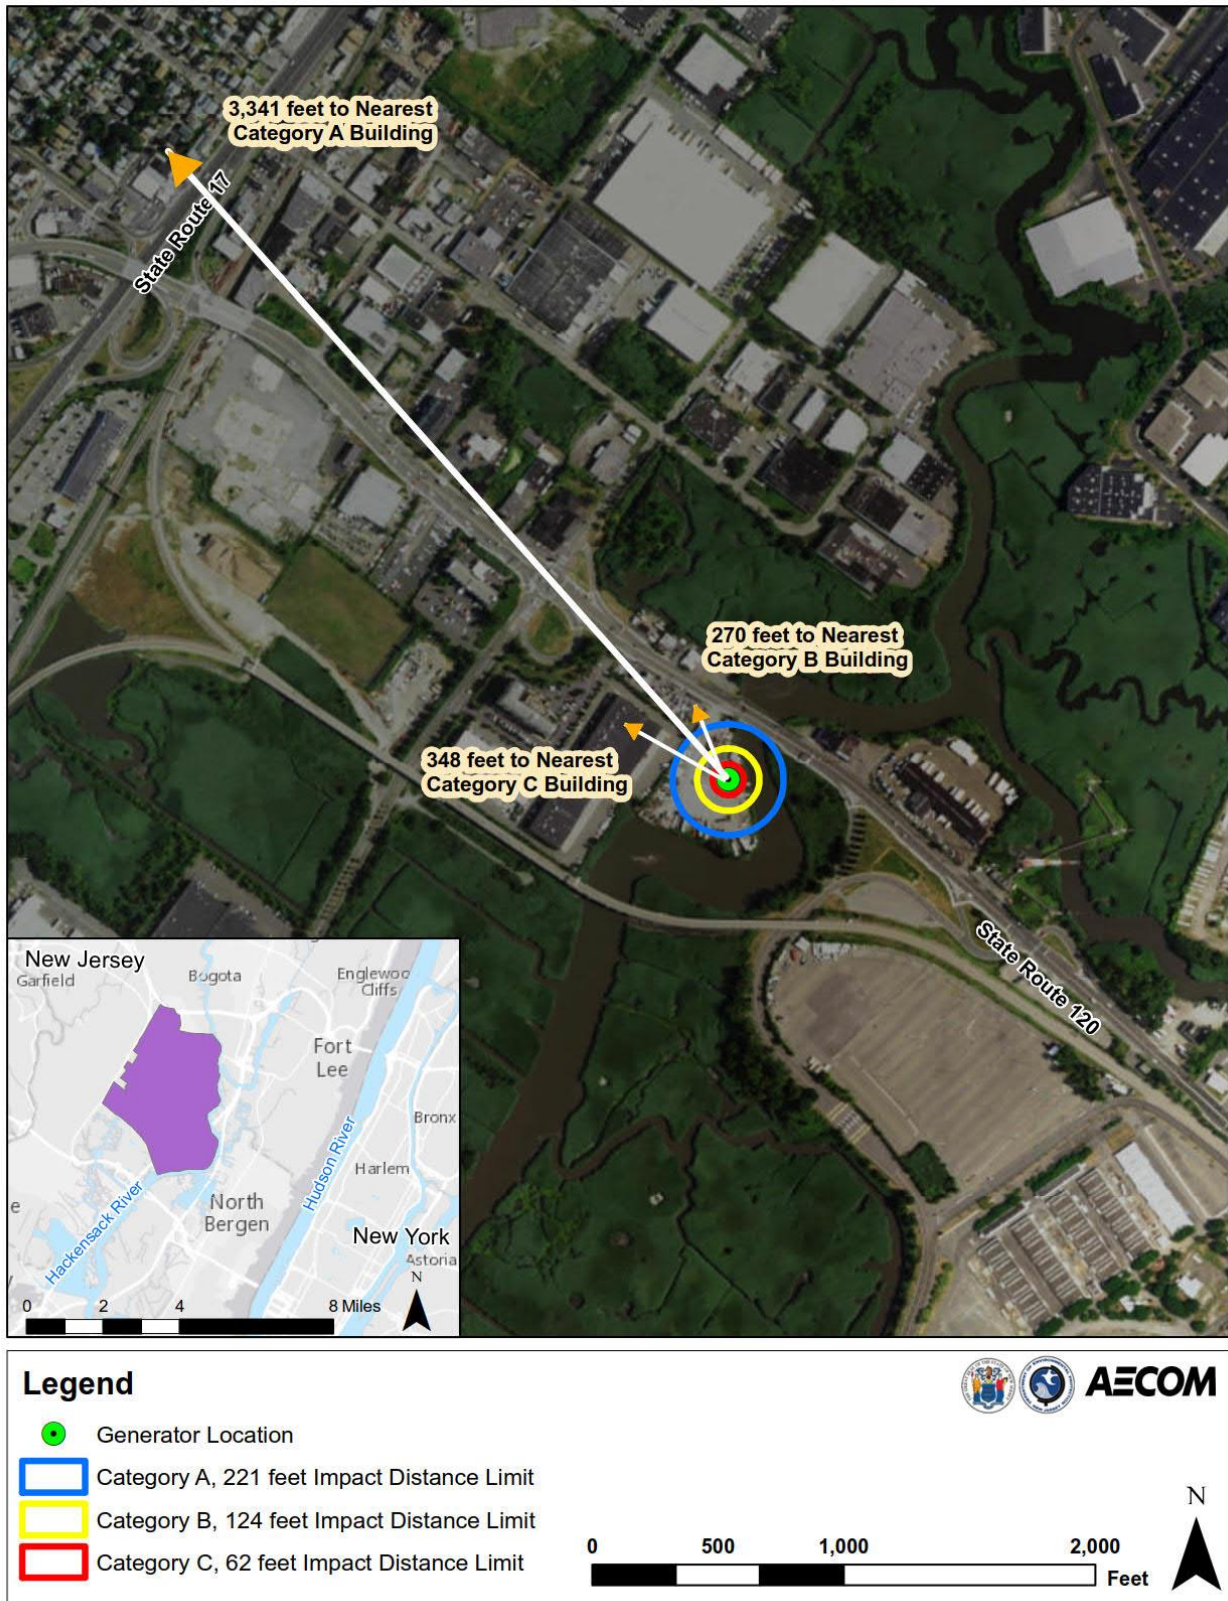 3,341 feet to Nearest
Category A Building
State Route 17
270 feet to Nearest
Category B Building
348 feet to Nearest
Category C Building
State Route 120
New Jersey
Garfield
Bogota
Englewoo
Cliffs
Fort
Lee
Bronx
Hudson River
Harlem
North
Bergen
Hackensack River
e
New York
Astoria
N
0 2 4 8 Miles
Legend
AECOM
Generator Location
Category A, 221 feet Impact Distance Limit
Category B, 124 feet Impact Distance Limit
Category C, 62 feet Impact Distance Limit
N
0 500 1,000 2,000
Feet